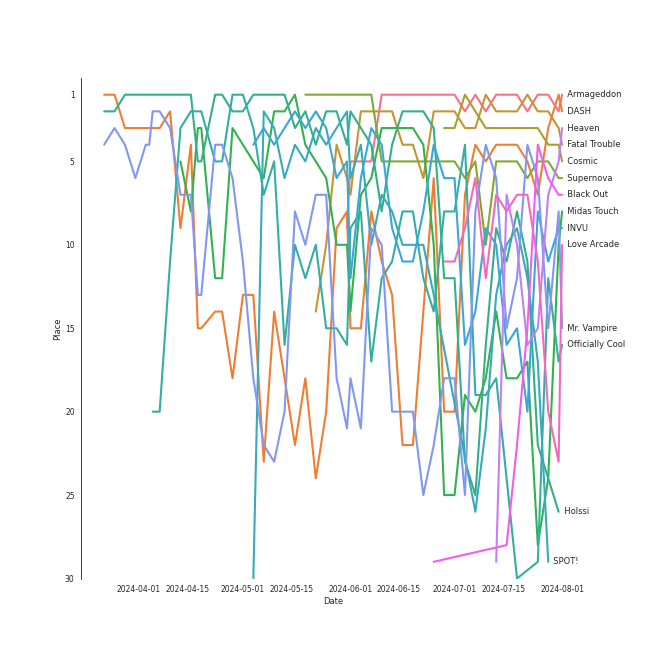 1
5
10
15
20
25
30
Place
2024-04-01 2024-04-15 2024-05-01 2024-05-15 2024-06-01 2024-06-15 2024-07-01 2024-07-15 2024-08-01
Date
Armageddon
DASH
Heaven
Fatal Trouble
Cosmic
Supernova
Black Out
Midas Touch
INVU
Love Arcade
Mr. Vampire
Officially Cool
Holssi
SPOT!